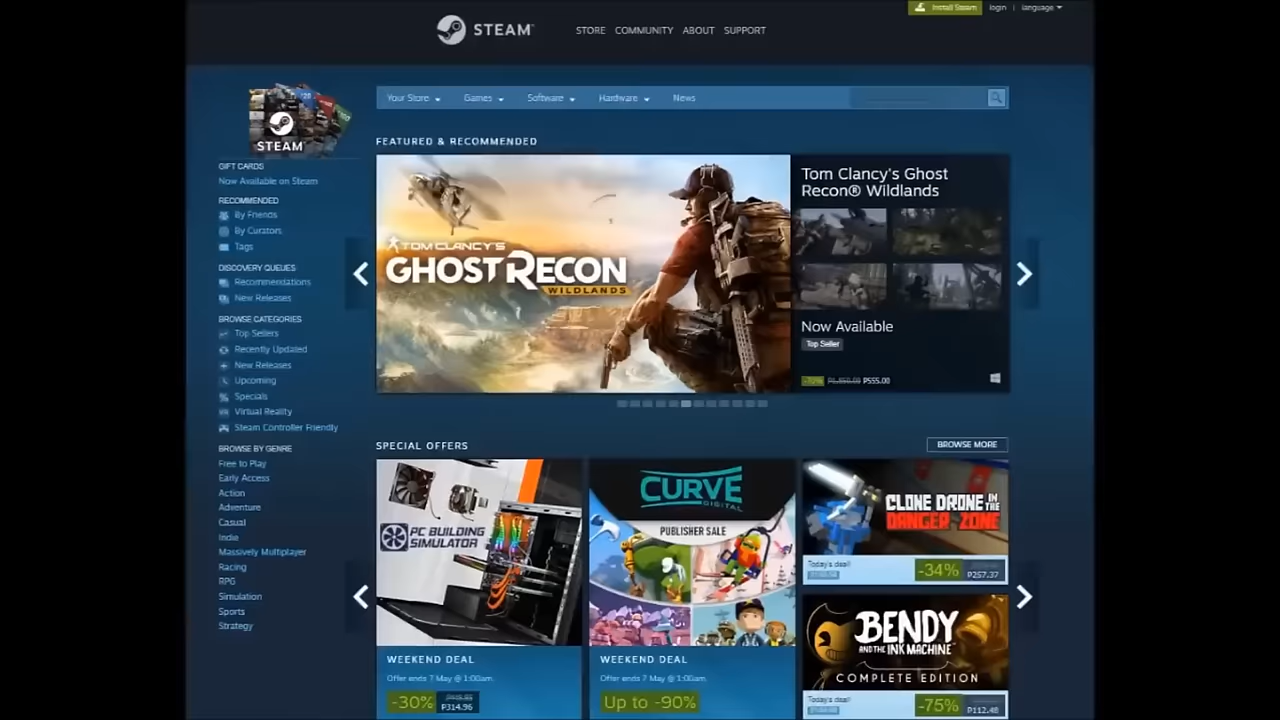 Install Steam login | language
STEAM STORE COMMUNITY ABOUT SUPPORT
Your Store Games Software Hardware News
STEAM
GIFT CARDS
Now Available on Steam
RECOMMENDED
By Friends
By Curators
Tags
DISCOVERY QUEUES
Recommendations
New Releases
BROWSE CATEGORIES
Top Sellers
Recently Updated
New Releases
Upcoming
Specials
Virtual Reality
Steam Controller Friendly
BROWSE BY GENRE
Free to Play
Early Access
Action
Adventure
Casual
Indie
Massively Multiplayer
Racing
RPG
Simulation
Sports
Strategy
FEATURED & RECOMMENDED
TOM CLANCY'S
GHOST RECON
WILDLANDS
Tom Clancy's Ghost
Recon® Wildlands
Now Available
Top Seller
P555.00
SPECIAL OFFERS
BROWSE MORE
PC BUILDING
SIMULATOR
WEEKEND DEAL
Offer ends 7 May @ 1:00am.
-30%
P314.96
CURVE
DIGITAL
PUBLISHER SALE
WEEKEND DEAL
Offer ends 7 May @ 1:00am.
Up to -90%
CLONE DRONE IN THE
DANGER ZONE
Today's deal!
-34%
P257.37
BENDY
AND THE INK MACHINE
COMPLETE EDITION
Today's deal!
-75%
P112.48